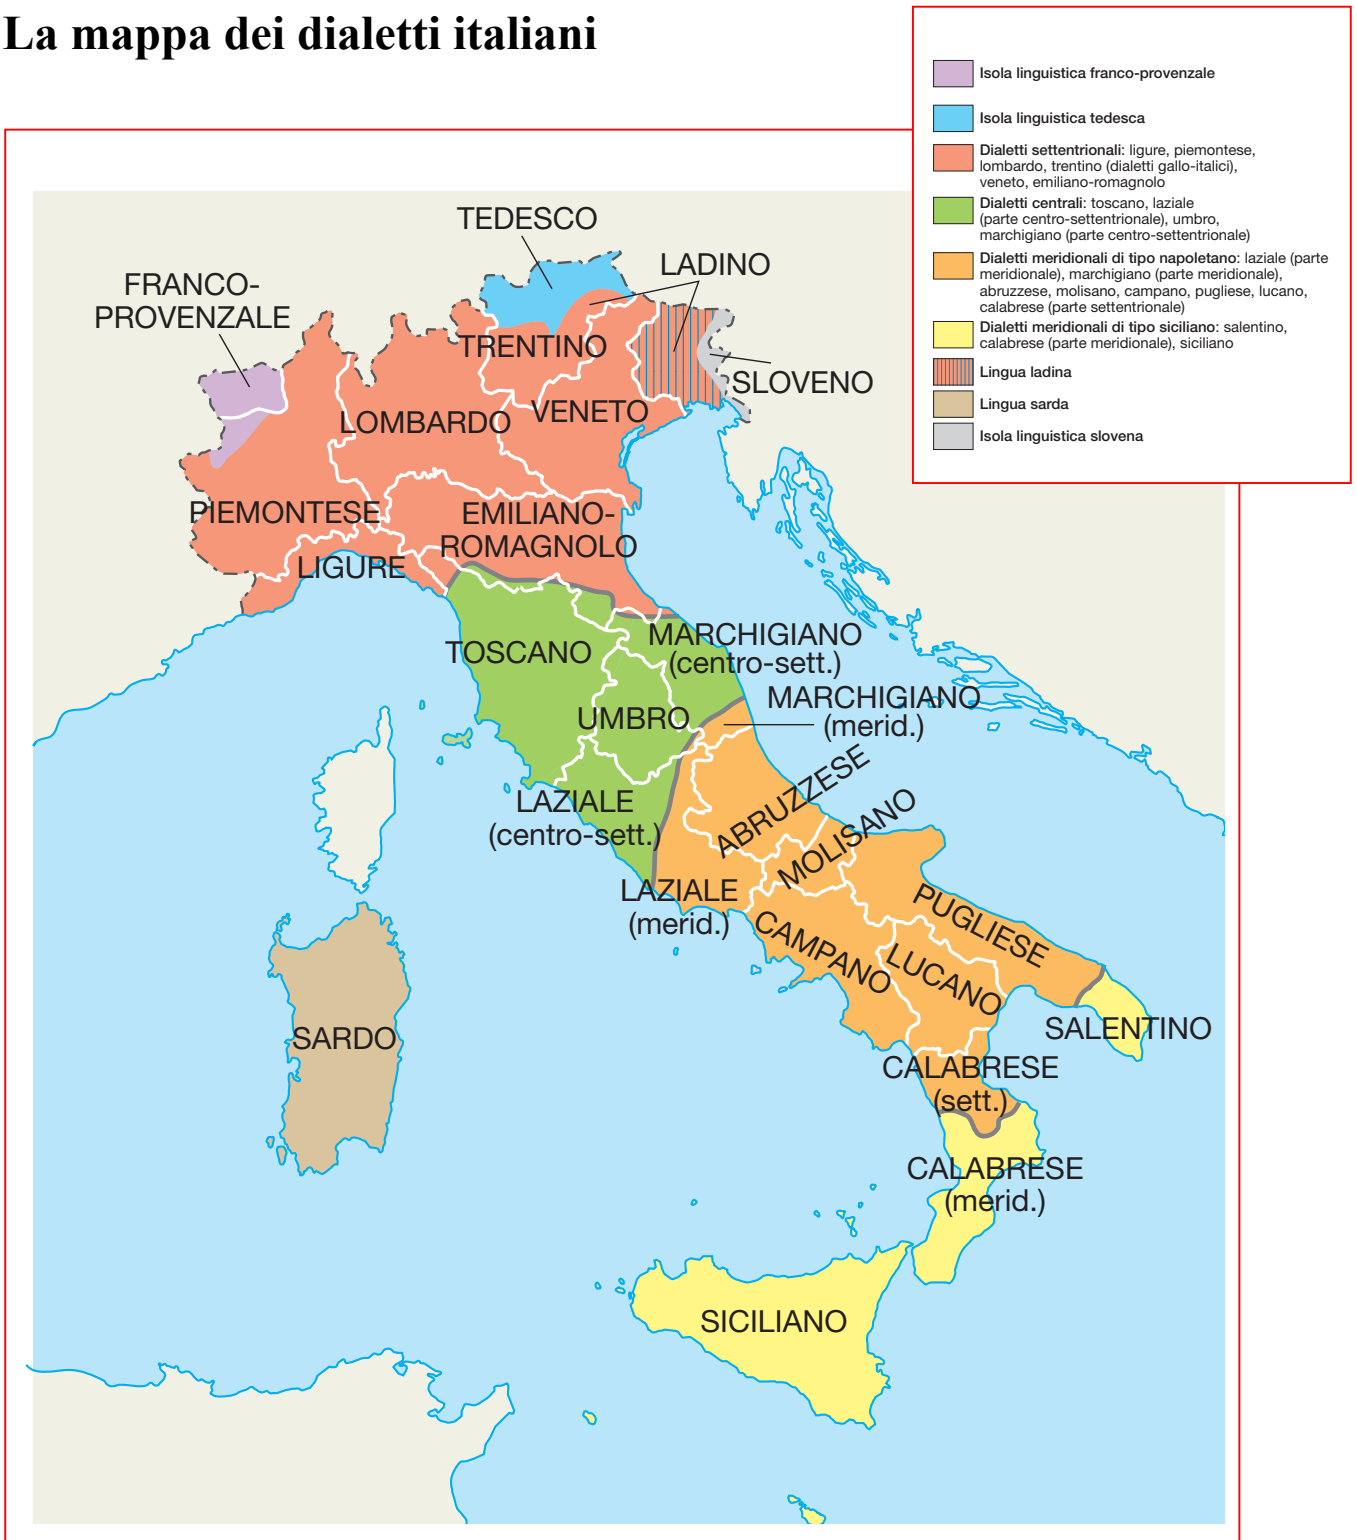 La mappa dei dialetti italiani
Isola linguistica franco-provenzale
Isola linguistica tedesca
Dialetti settentrionali: ligure, piemontese,
lombardo, trentino (dialetti gallo-italici),
veneto, emiliano-romagnolo
Dialetti centrali: toscano, laziale
(parte centro-settentrionale), umbro,
marchigiano (parte centro-settentrionale)
Dialetti meridionali di tipo napoletano: laziale (parte
meridionale), marchigiano (parte meridionale),
abruzzese, molisano, campano, pugliese, lucano,
calabrese (parte settentrionale)
Dialetti meridionali di tipo siciliano: salentino,
calabrese (parte meridionale), siciliano
Lingua ladina
Lingua sarda
Isola linguistica slovena
TEDESCO
LADINO
FRANCO-
PROVENZALE
TRENTINO
SLOVENO
LOMBARDO
VENETO
PIEMONTESE
EMILIANO-
ROMAGNOLO
LIGURE
TOSCANO
MARCHIGIANO
(centro-sett.)
MARCHIGIANO
(merid.)
UMBRO
ABRUZZESE
LAZIALE
(centro-sett.)
MOLISANO
LAZIALE
(merid.)
PUGLIESE
CAMPANO
LUCANO
SARDO
SALENTINO
CALABRESE
(sett.)
CALABRESE
(merid.)
SICILIANO